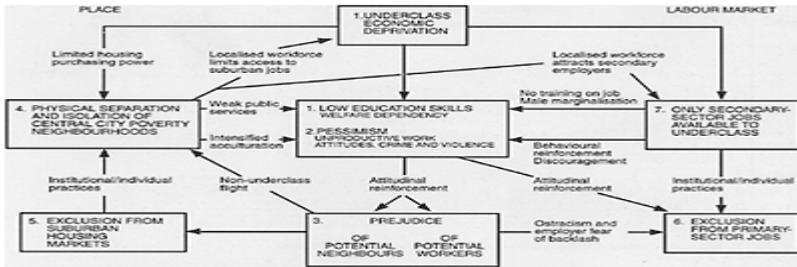 PLACE
LABOUR MARKET
1. UNDERCLASS
ECONOMIC
DEPRIVATION
Limited housing
purchasing power
Localised workforce
limits access to
suburban jobs
Localised workforce
attracts secondary
employers
4. PHYSICAL SEPARATION
AND ISOLATION OF
CENTRAL CITY POVERTY
NEIGHBOURHOODS
Weak public
services
Intensified
acculturation
1. LOW EDUCATION SKILLS
WELFARE DEPENDENCY
2. PESSIMISM
UNPRODUCTIVE WORK
ATTITUDES, CRIME AND VIOLENCE
No training on job
Male marginalisation
7. ONLY SECONDARY-
SECTOR JOBS
AVAILABLE TO
UNDERCLASS
Behavioural
reinforcement
Discouragement
Institutional/individual
practices
Non-underclass
flight
Attitudinal
reinforcement
Attitudinal
reinforcement
Institutional/individual
practices
5. EXCLUSION FROM
SUBURBAN
HOUSING
MARKETS
3. PREJUDICE
OF POTENTIAL NEIGHBOURS
OF POTENTIAL WORKERS
Ostracism and
employer fear
of backlash
6. EXCLUSION
FROM PRIMARY-
SECTOR JOBS